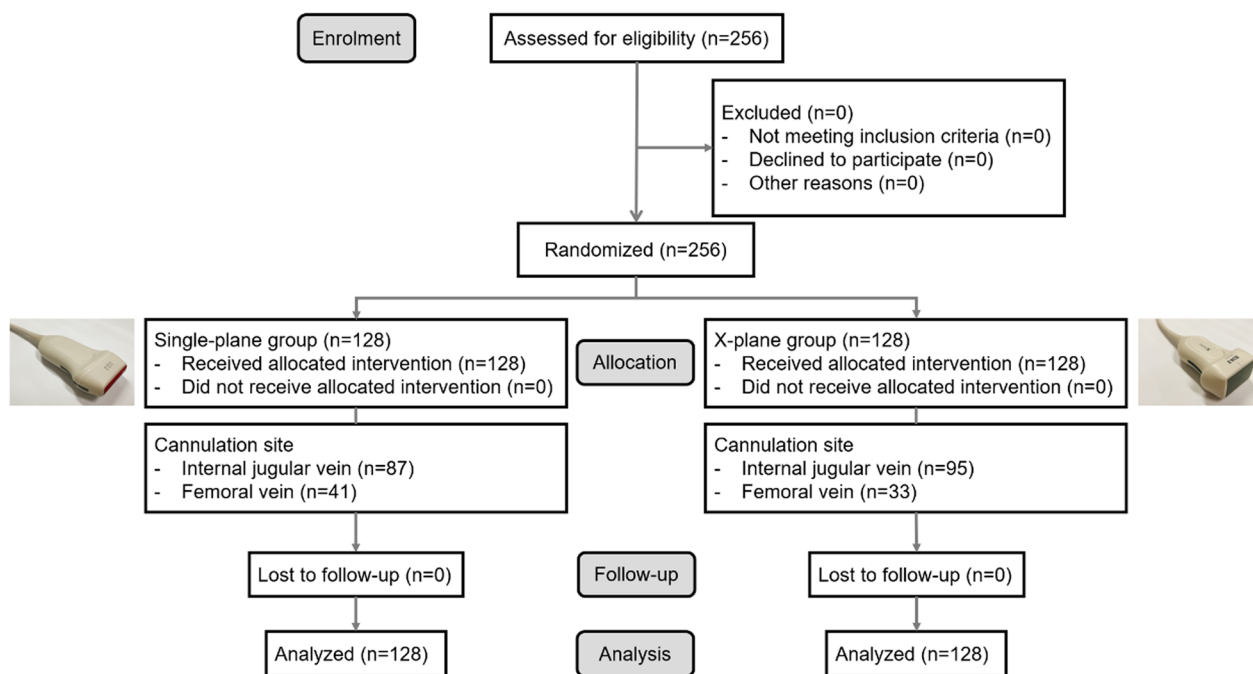 Enrolment
Assessed for eligibility (n=256)
Excluded (n=0)
- Not meeting inclusion criteria (n=0)
- Declined to participate (n=0)
- Other reasons (n=0)
Randomized (n=256)
Single-plane group (n=128)
- Received allocated intervention (n=128)
- Did not receive allocated intervention (n=0)
Allocation
X-plane group (n=128)
- Received allocated intervention (n=128)
- Did not receive allocated intervention (n=0)
Cannulation site
- Internal jugular vein (n=87)
- Femoral vein (n=41)
Cannulation site
- Internal jugular vein (n=95)
- Femoral vein (n=33)
Lost to follow-up (n=0)
Follow-up
Lost to follow-up (n=0)
Analyzed (n=128)
Analysis
Analyzed (n=128)